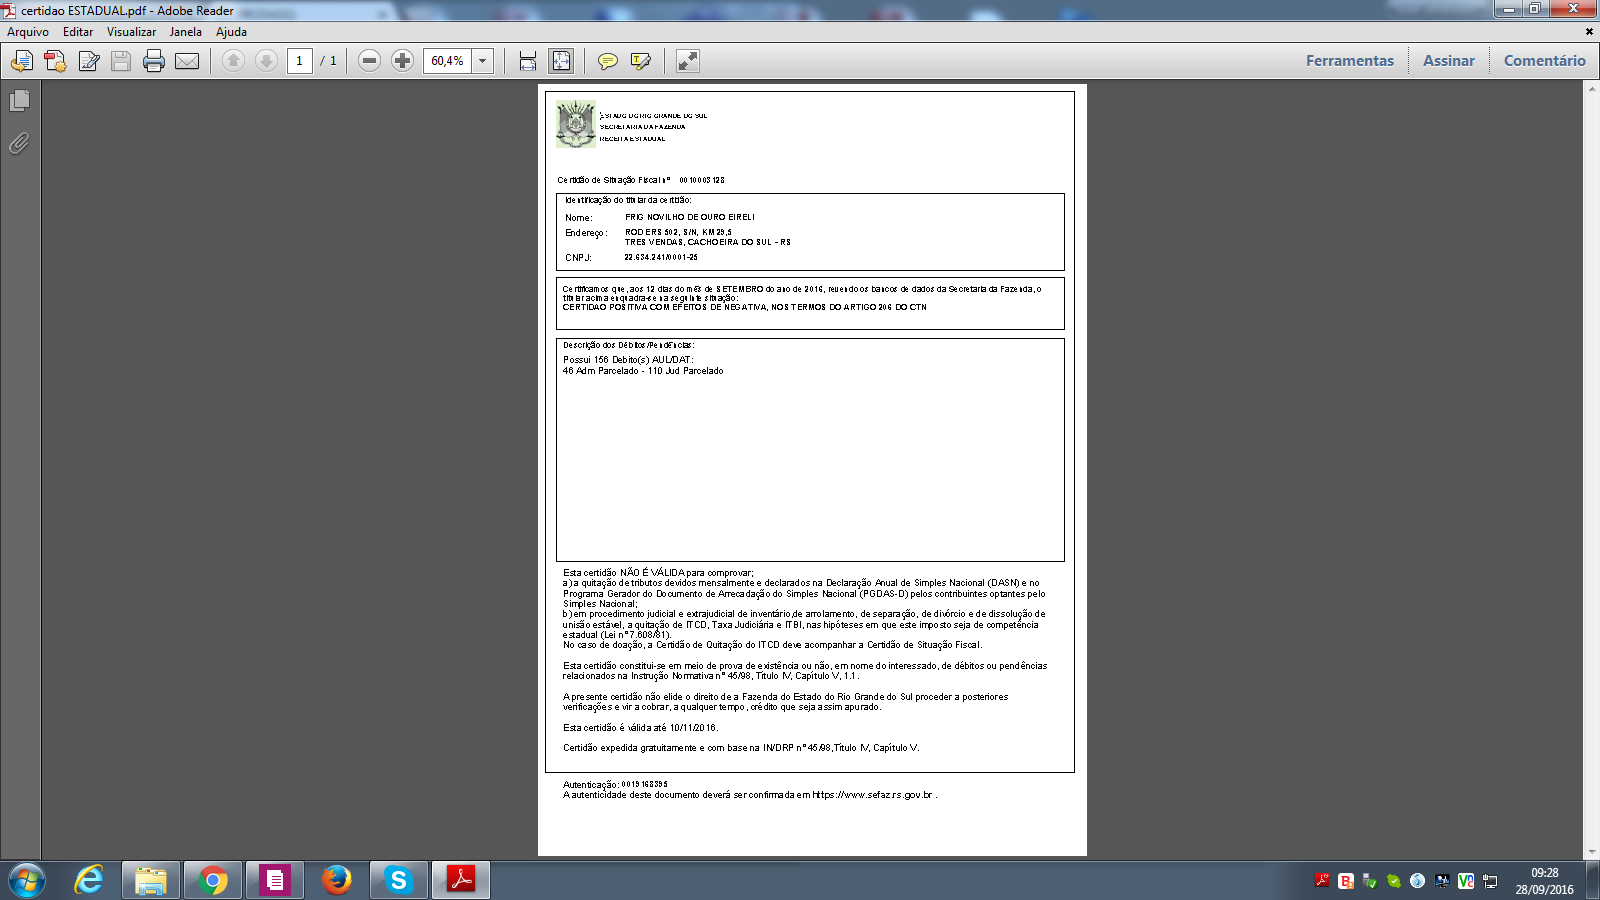 certidao ESTADUAL.pdf - Adobe Reader
Arquivo Editar Visualizar Janela Ajuda
1 / 1 60,4% Ferramentas Assinar Comentário
ESTADO DO RIO GRANDE DO SUL
SECRETARIA DA FAZENDA
RECEITA ESTADUAL
Certidão de Situação Fiscal nº 0010003128
Identificação do titular da certidão:
Nome: FRIG NOVILHO DE OURO EIRELI
Endereço: ROD ERS 502, S/N, KM 29,5
TRES VENDAS, CACHOEIRA DO SUL - RS
CNPJ: 22.634.241/0001-25
Certificamos que, aos 12 dias do mês de SETEMBRO do ano de 2016, revendo os bancos de dados da Secretaria da Fazenda, o
titular acima enquadra-se na seguinte situação:
CERTIDAO POSITIVA COM EFEITOS DE NEGATIVA, NOS TERMOS DO ARTIGO 206 DO CTN
Descrição dos Débitos/Pendências:
Possui 156 Debito(s) AUL/DAT:
46 Adm Parcelado - 110 Jud Parcelado
Esta certidão NÃO É VÁLIDA para comprovar;
a) a quitação de tributos devidos mensalmente e declarados na Declaração Anual de Simples Nacional (DASN) e no
Programa Gerador do Documento de Arrecadação do Simples Nacional (PGDAS-D) pelos contribuintes optantes pelo
Simples Nacional;
b) em procedimento judicial e extrajudicial de inventário,de arrolamento, de separação, de divórcio e de dissolução de
unisão estável, a quitação de ITCD, Taxa Judiciária e ITBI, nas hipóteses em que este imposto seja de competência
estadual (Lei n° 7.608/81).
No caso de doação, a Certidão de Quitação do ITCD deve acompanhar a Certidão de Situação Fiscal.
Esta certidão constitui-se em meio de prova de existência ou não, em nome do interessado, de débitos ou pendências
relacionados na Instrução Normativa n° 45/98, Titulo IV, Capítulo V, 1.1.
A presente certidão não elide o direito de a Fazenda do Estado do Rio Grande do Sul proceder a posteriores
verificações e vir a cobrar, a qualquer tempo, crédito que seja assim apurado.
Esta certidão é válida até 10/11/2016.
Certidão expedida gratuitamente e com base na IN/DRP n° 45/98,Título IV, Capítulo V.
Autenticação: 0019168395
A autenticidade deste documento deverá ser confirmada em https://www.sefaz.rs.gov.br .
09:28
28/09/2016